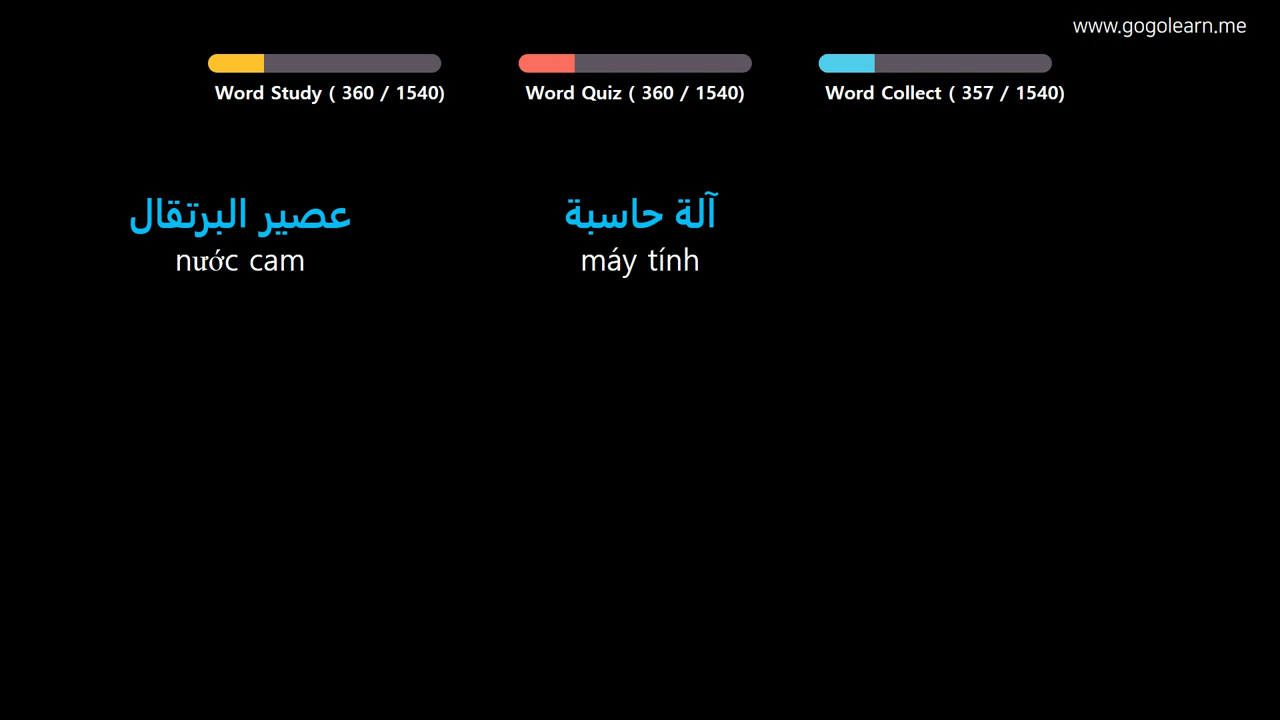 www.gogolearn.me
Word Study ( 360 / 1540)
Word Quiz ( 360 / 1540)
Word Collect ( 357 / 1540)
عصير البرتقال
nước cam
آلة حاسبة
máy tính